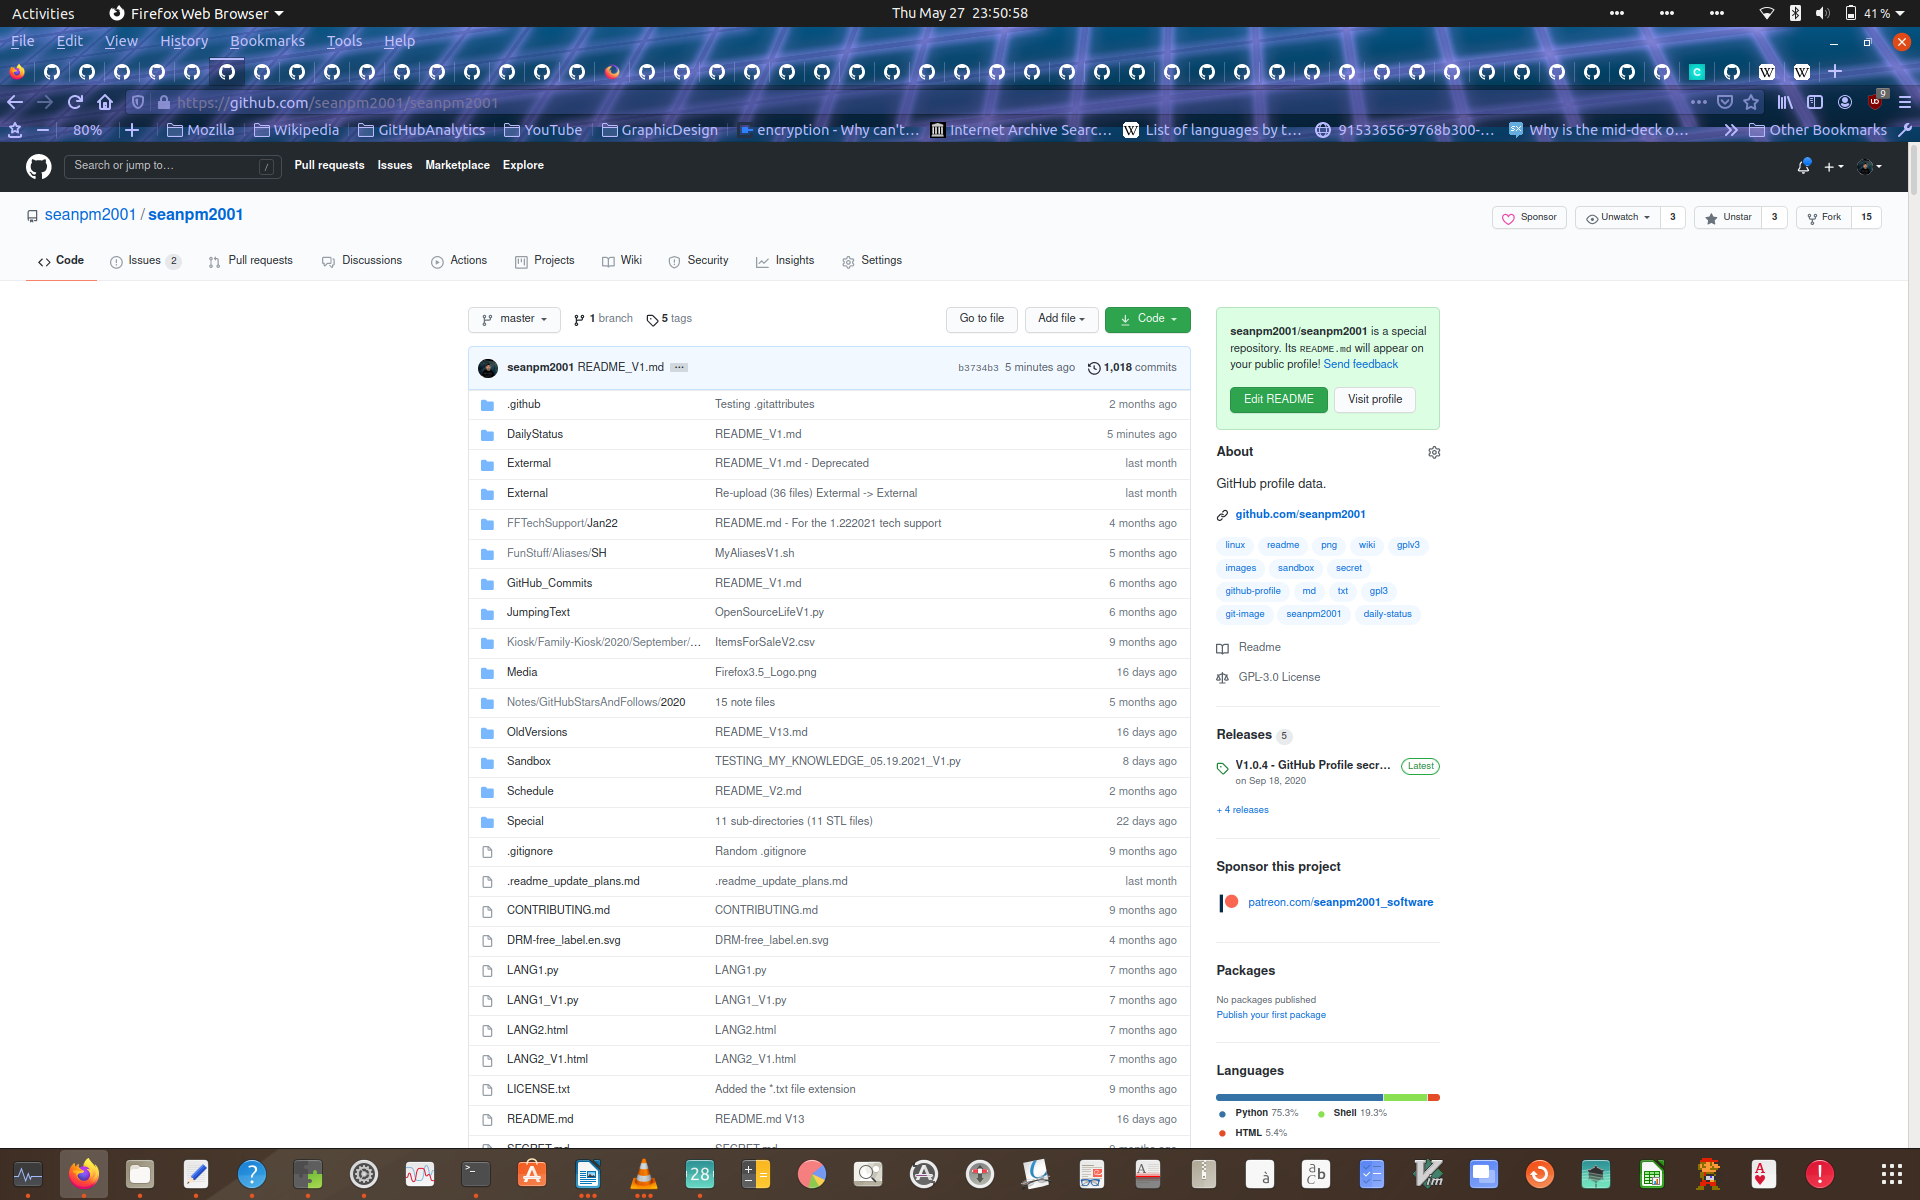 Activities Firefox Web Browser Thu May 27 23:50:58 41 %
File Edit View History Bookmarks Tools Help
https://github.com/seanpm2001/seanpm2001 9
80% Mozilla Wikipedia GitHubAnalytics YouTube GraphicDesign encryption - Why can't... Internet Archive Searc... List of languages by t... 91533656-9768b300-... Why is the mid-deck o... Other Bookmarks
Search or jump to... / Pull requests Issues Marketplace Explore
seanpm2001 / seanpm2001 Sponsor Unwatch 3 Unstar 3 Fork 15
Code Issues 2 Pull requests Discussions Actions Projects Wiki Security Insights Settings
master 1 branch 5 tags Go to file Add file Code
seanpm2001 README_V1.md ... b3734b3 5 minutes ago 1,018 commits
.github Testing .gitattributes 2 months ago
DailyStatus README_V1.md 5 minutes ago
Extermal README_V1.md - Deprecated last month
External Re-upload (36 files) Extermal -> External last month
FFTechSupport/Jan22 README.md - For the 1.222021 tech support 4 months ago
FunStuff/Aliases/SH MyAliasesV1.sh 5 months ago
GitHub_Commits README_V1.md 6 months ago
JumpingText OpenSourceLifeV1.py 6 months ago
Kiosk/Family-Kiosk/2020/September/... ItemsForSaleV2.csv 9 months ago
Media Firefox3.5_Logo.png 16 days ago
Notes/GitHubStarsAndFollows/2020 15 note files 5 months ago
OldVersions README_V13.md 16 days ago
Sandbox TESTING_MY_KNOWLEDGE_05.19.2021_V1.py 8 days ago
Schedule README_V2.md 2 months ago
Special 11 sub-directories (11 STL files) 22 days ago
.gitignore Random .gitignore 9 months ago
.readme_update_plans.md .readme_update_plans.md last month
CONTRIBUTING.md CONTRIBUTING.md 9 months ago
DRM-free_label.en.svg DRM-free_label.en.svg 4 months ago
LANG1.py LANG1.py 7 months ago
LANG1_V1.py LANG1_V1.py 7 months ago
LANG2.html LANG2.html 7 months ago
LANG2_V1.html LANG2_V1.html 7 months ago
LICENSE.txt Added the *.txt file extension 9 months ago
README.md README.md V13 16 days ago
SECRET.md SECRET.md 9 months ago
seanpm2001/seanpm2001 is a special
repository. Its README.md will appear on
your public profile! Send feedback
Edit README Visit profile
About
GitHub profile data.
github.com/seanpm2001
linux readme png wiki gplv3
images sandbox secret
github-profile md txt gpl3
git-image seanpm2001 daily-status
Readme
GPL-3.0 License
Releases 5
V1.0.4 - GitHub Profile secr... Latest
on Sep 18, 2020
+ 4 releases
Sponsor this project
patreon.com/seanpm2001_software
Packages
No packages published
Publish your first package
Languages
Python 75.3% Shell 19.3%
HTML 5.4%
28